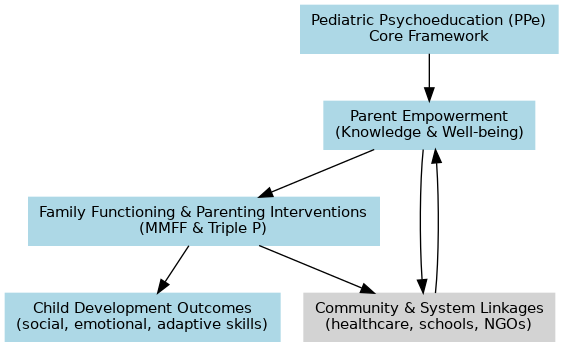 Pediatric Psychoeducation (PPe)
Core Framework
Parent Empowerment
(Knowledge & Well-being)
Family Functioning & Parenting Interventions
(MMFF & Triple P)
Child Development Outcomes
(social, emotional, adaptive skills)
Community & System Linkages
(healthcare, schools, NGOs)